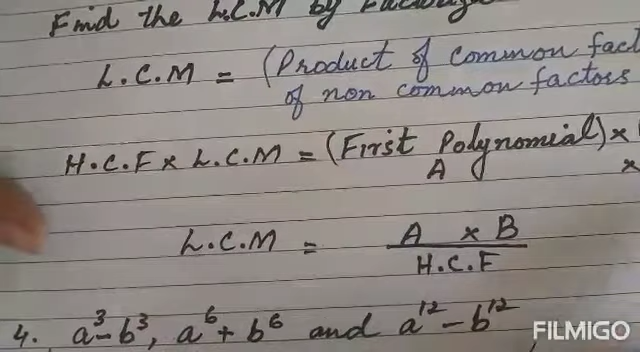 Find the L.C.M by
L.C.M = (Product of common
of non common factors
H.C.F x L.C.M = (First Polynomial) x
A x
L.C.M = A x B
H.C.F
4. a³-b³, a⁶+b⁶ and a¹²-b¹²
FILMIGO